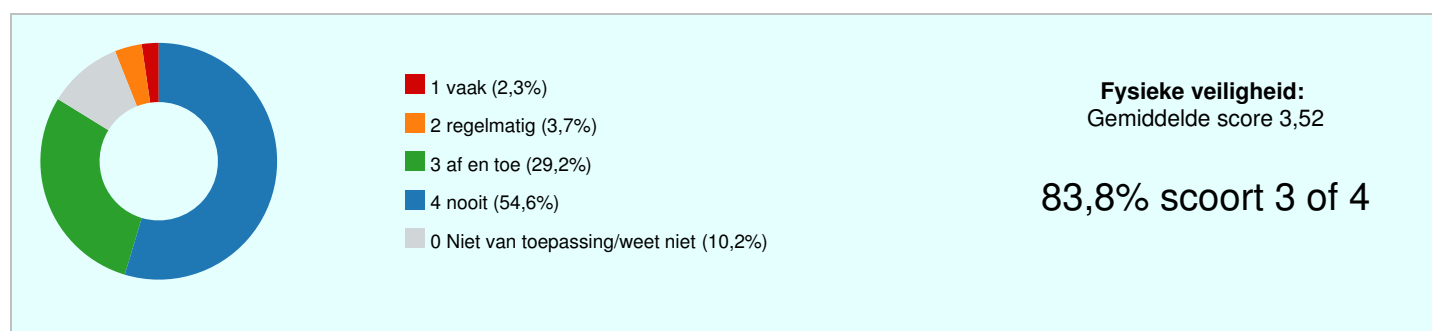 1 vaak (2,3%)
2 regelmatig (3,7%)
3 af en toe (29,2%)
4 nooit (54,6%)
0 Niet van toepassing/weet niet (10,2%)
Fysieke veiligheid:
Gemiddelde score 3,52
83,8% scoort 3 of 4